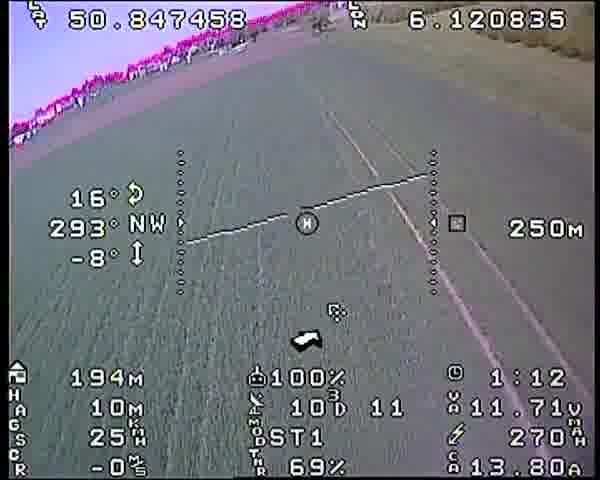 LAT 50.847458 LON 6.120835
16°
293° NW 250M
-8°
194M 100% 1:12
HA 10M 10 3D 11 VA 11.71V
GS 25KMH MOD ST1 270MAH
CR -0M/S THR 69% CA 13.80A